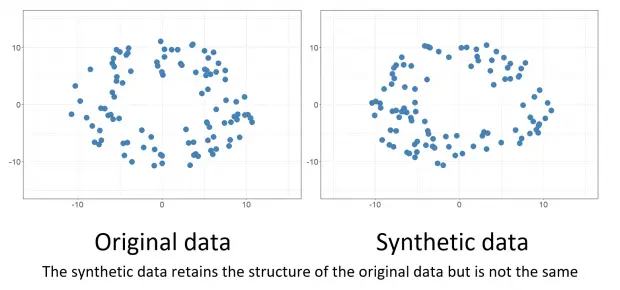 10
0
-10
-10 0 10
10
0
-10
-10 0 10
Original data Synthetic data
The synthetic data retains the structure of the original data but is not the same